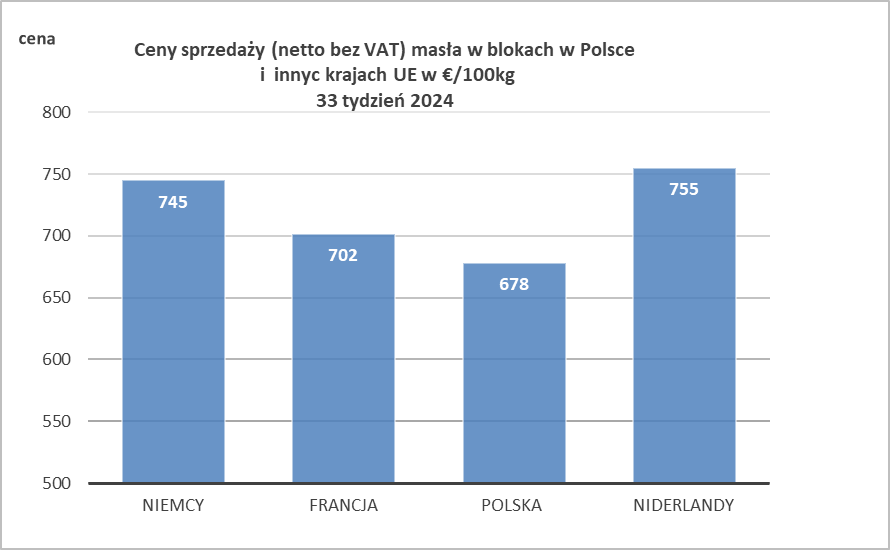 cena
Ceny sprzedaży (netto bez VAT) masła w blokach w Polsce
i innyc krajach UE w €/100kg
33 tydzień 2024
800
750
700
650
600
550
500
745
702
678
755
NIEMCY
FRANCJA
POLSKA
NIDERLANDY